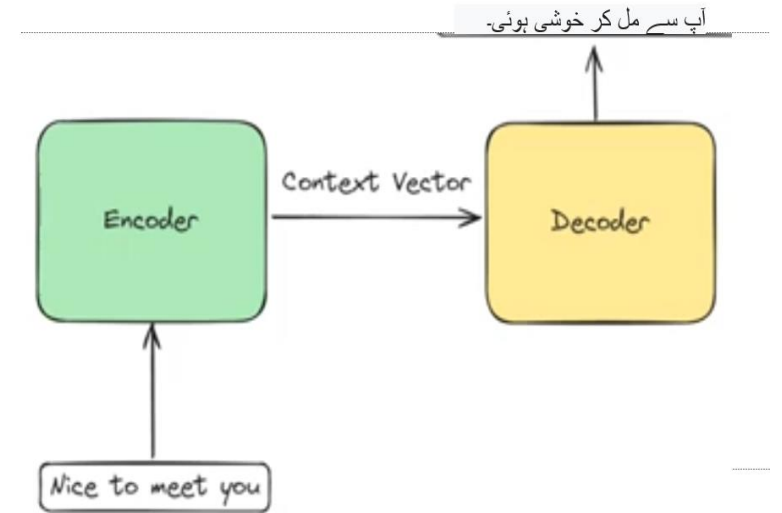 آپ سے مل کر خوشی ہوئی۔
Context Vector
Encoder
Decoder
Nice to meet you